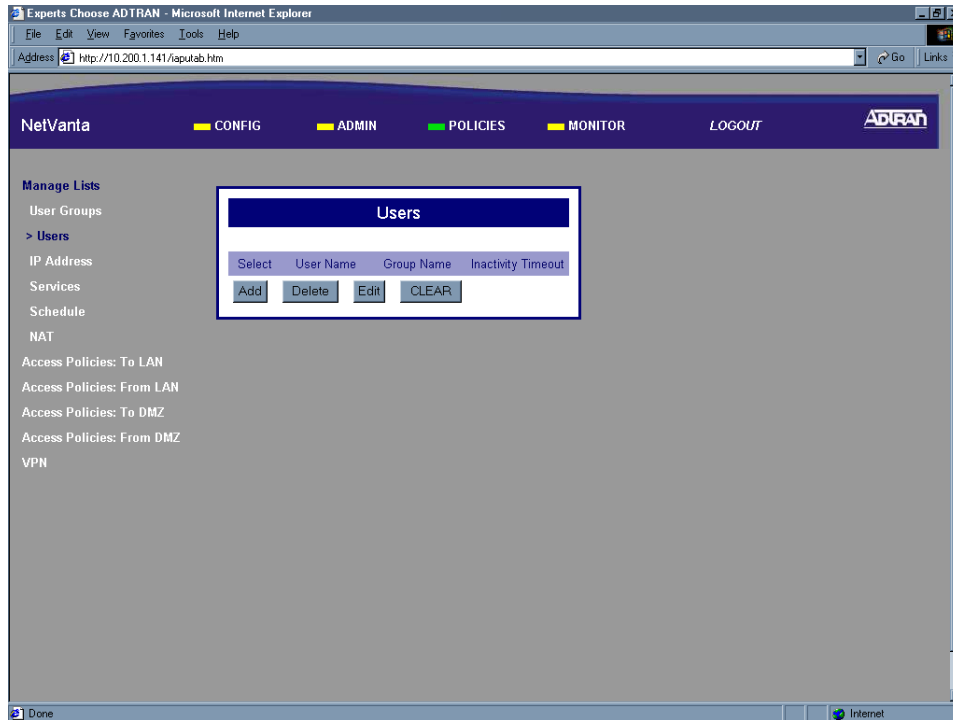 Experts Choose ADTRAN - Microsoft Internet Explorer
File Edit View Favorites Tools Help
Address http://10.200.1.141/iaputab.htm Go Links
NetVanta CONFIG ADMIN POLICIES MONITOR LOGOUT ADTRAN
Manage Lists
User Groups
> Users
IP Address
Services
Schedule
NAT
Access Policies: To LAN
Access Policies: From LAN
Access Policies: To DMZ
Access Policies: From DMZ
VPN
Users
Select User Name Group Name Inactivity Timeout
Add Delete Edit CLEAR
Done Internet